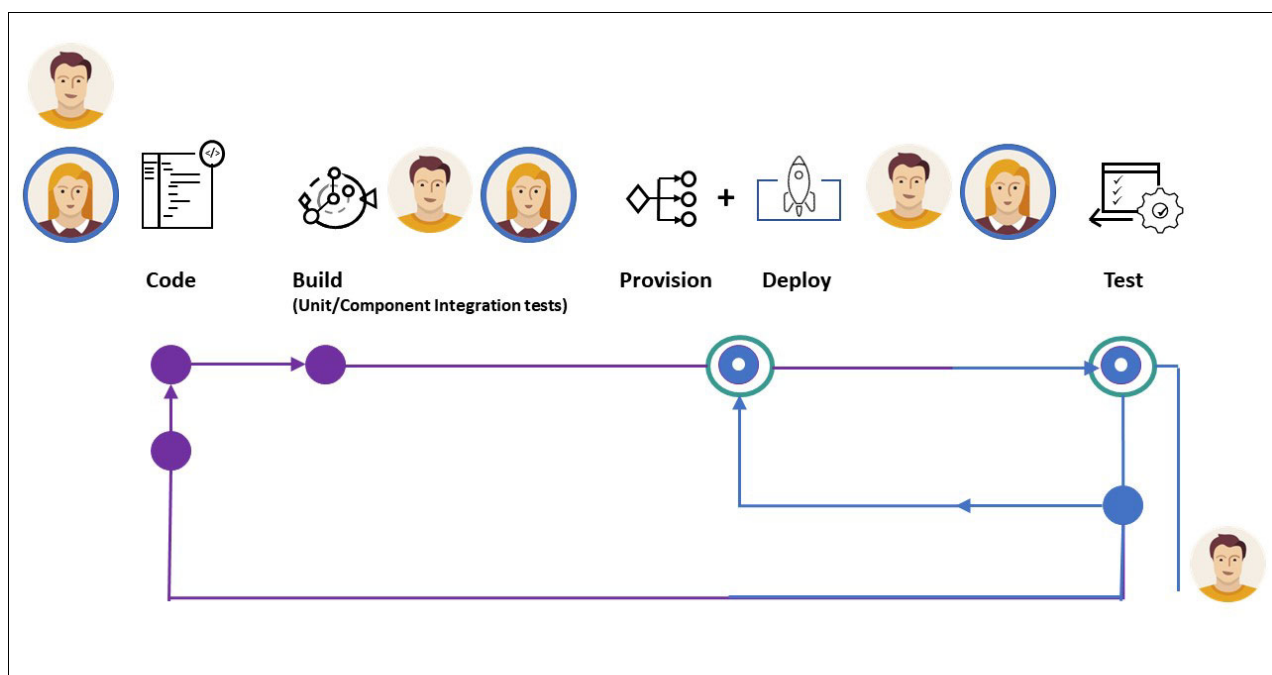 </>
Code
Build
(Unit/Component Integration tests)
Provision
+
Deploy
Test